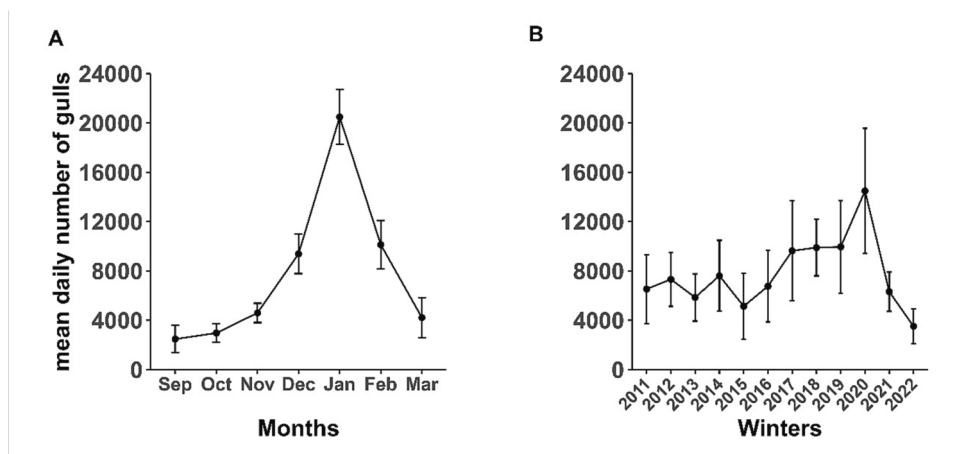 A
mean daily number of gulls
24000
20000
16000
12000
8000
4000
0
Sep Oct Nov Dec Jan Feb Mar
Months
B
24000
20000
16000
12000
8000
4000
0
2011 2012 2013 2014 2015 2016 2017 2018 2019 2020 2021 2022
Winters